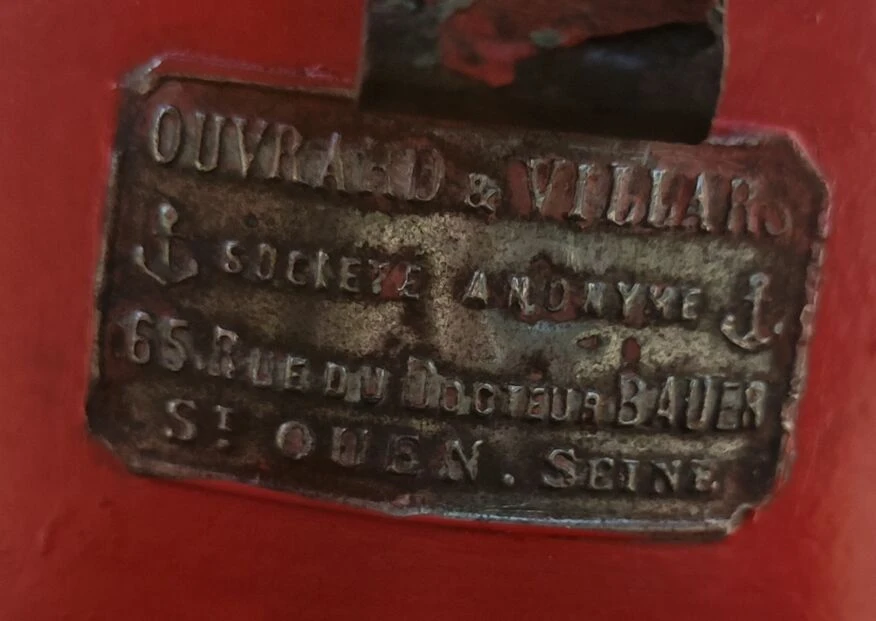 OUVRARD & VILLARS
SOCIETE ANONYME
65, RUE DU DOCTEUR BAUER
ST OUEN. SEINE